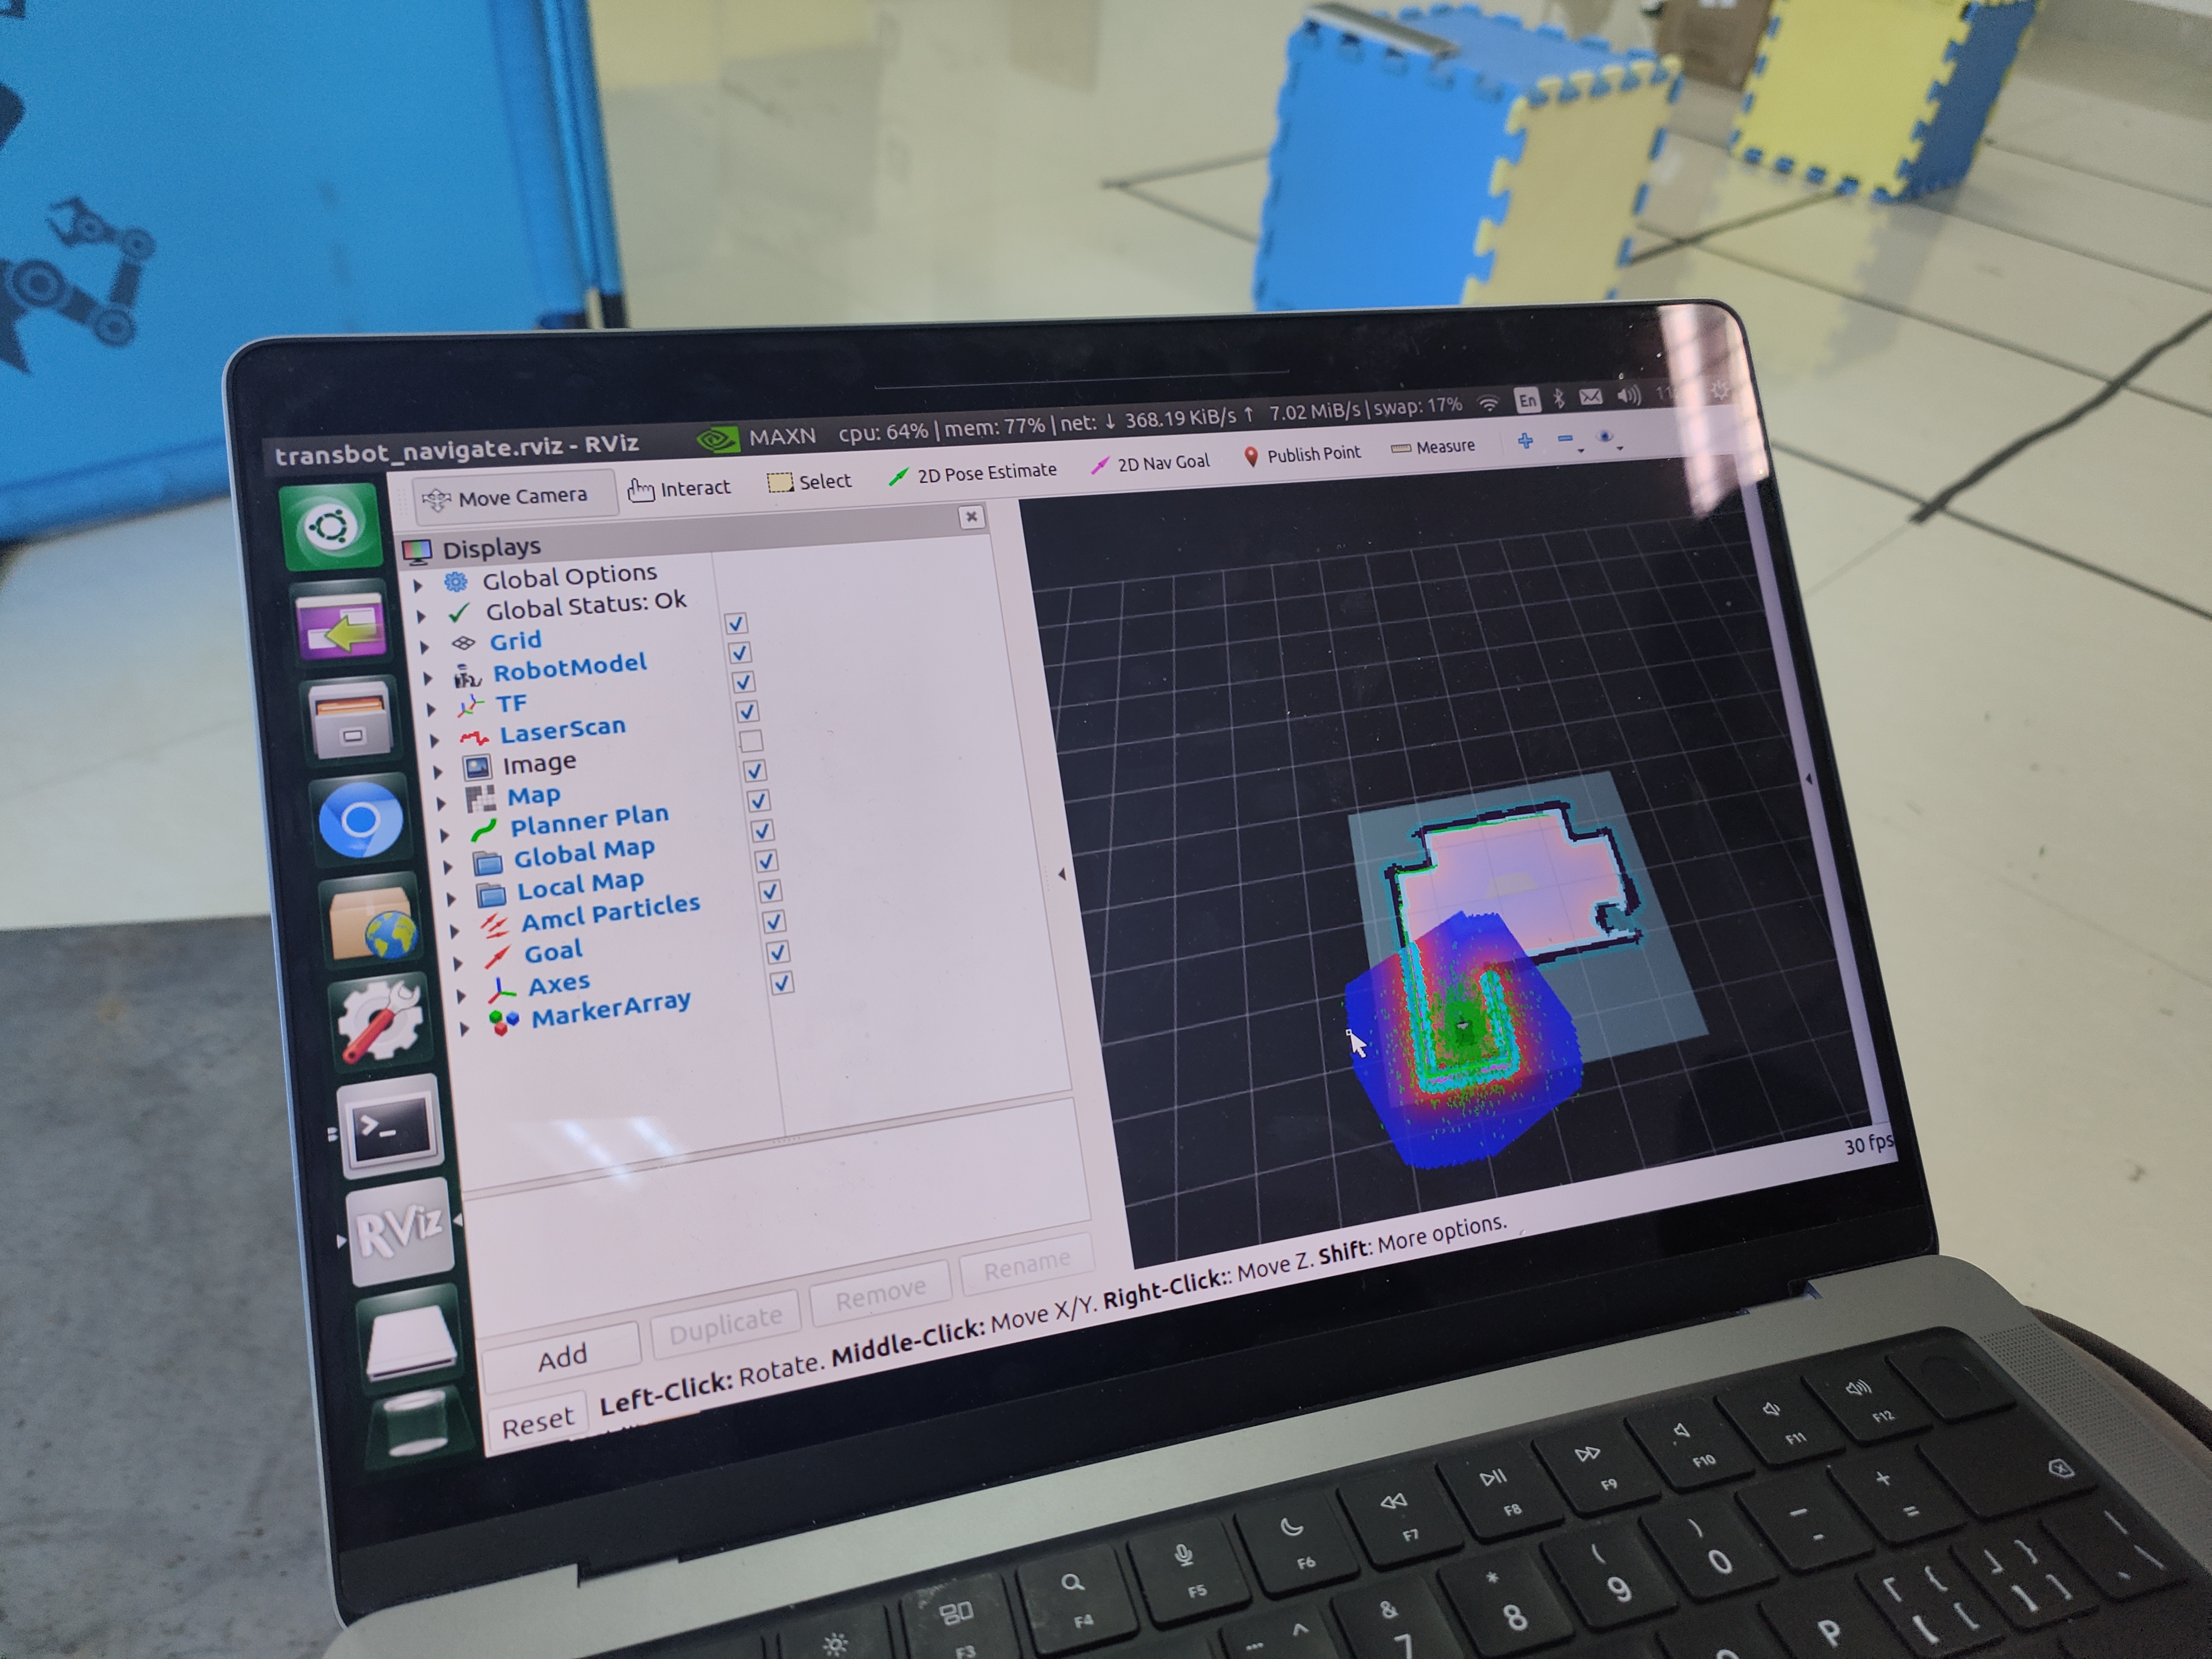 transbot_navigate.rviz - RViz
MAXN cpu: 64% | mem: 77% | net: ↓ 368.19 KiB/s ↑ 7.02 MiB/s | swap: 17%
En
Move Camera
Interact
Select
2D Pose Estimate
2D Nav Goal
Publish Point
Measure
Displays
Global Options
Global Status: Ok
Grid
RobotModel
TF
LaserScan
Image
Map
Planner Plan
Global Map
Local Map
Amcl Particles
Goal
Axes
MarkerArray
RViz
Add
Duplicate
Remove
Rename
30 fps
Reset
Left-Click: Rotate. Middle-Click: Move X/Y. Right-Click:: Move Z. Shift: More options.
F3
F4
F5
F6
F7
F8
F9
F10
F11
F12
^
& 7
* 8
( 9
) 0
_ -
+ =
P
{ [
} ]
| \